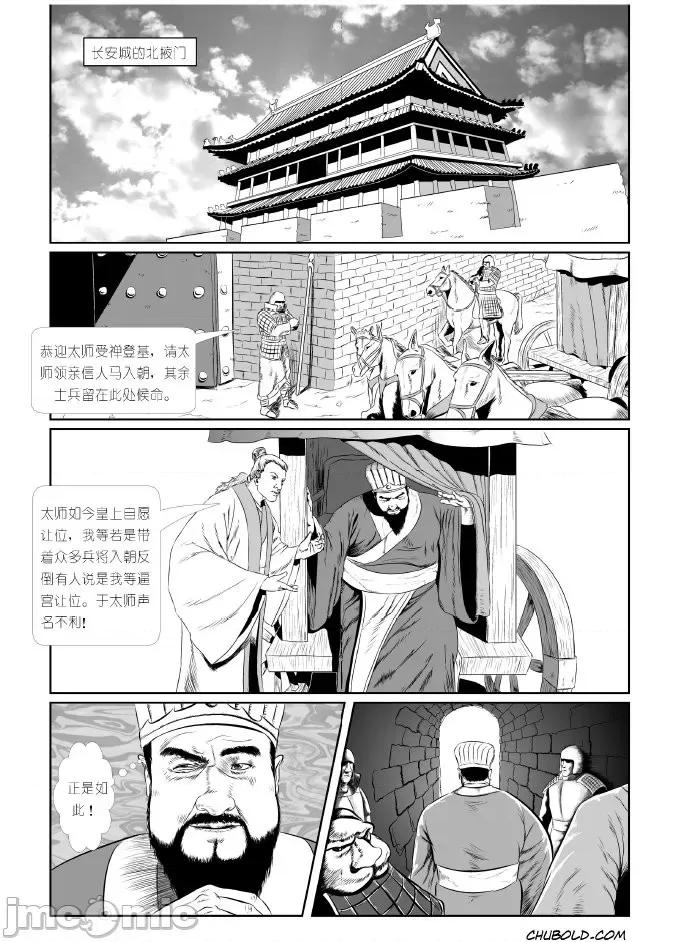 长安城的北掖门
恭迎太师受禅登基，请太
师领亲信人马入朝，其余
士兵留在此处候命。
太师如今皇上自愿
让位，我等若是带
着众多兵将入朝反
倒有人说是我等逼
宫让位。于太师声
名不利！
正是如
此！
jmcomic
CHUBOLD.COM